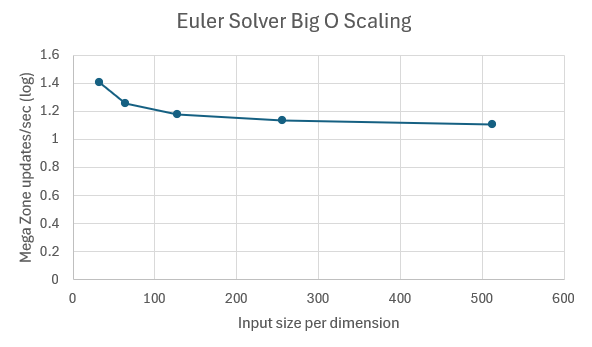 Euler Solver Big O Scaling
Mega Zone updates/sec (log)
1.6
1.4
1.2
1
0.8
0.6
0.4
0.2
0
0 100 200 300 400 500 600
Input size per dimension